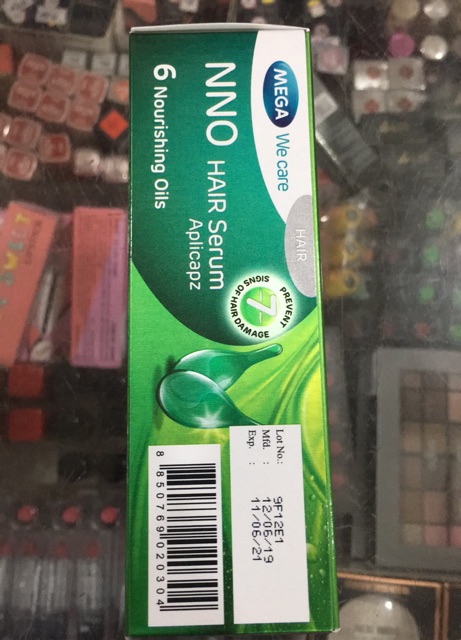 MEGA We care
HAIR
NNO HAIR Serum
Aplicapz
6 Nourishing Oils
PREVENT
7
SIGNS
OF HAIR DAMAGE
Lot No.: 9F12E1
Mfd. : 12/06/19
Exp. : 11/06/21
8 850769 020304